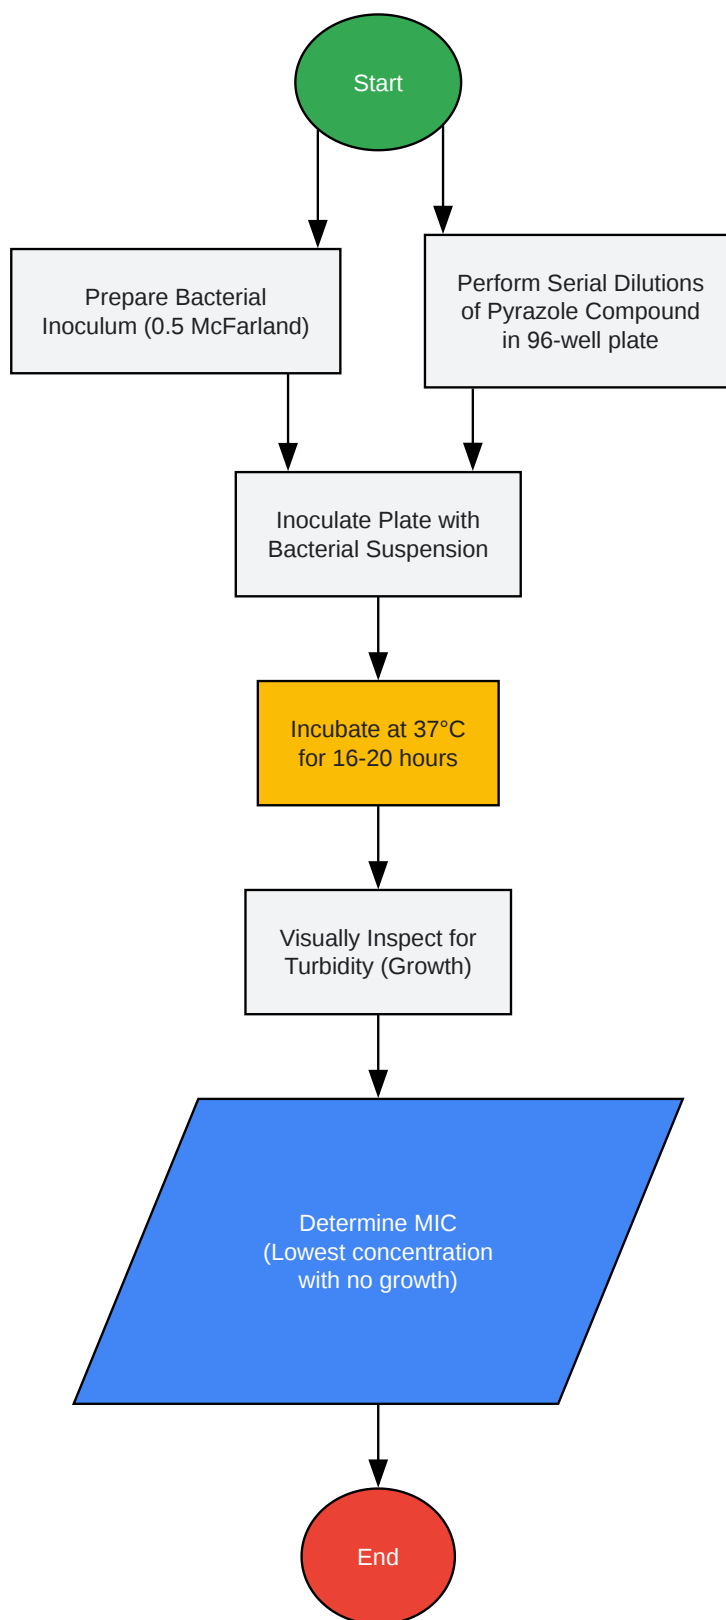 Start
Prepare Bacterial
Inoculum (0.5 McFarland)
Perform Serial Dilutions
of Pyrazole Compound
in 96-well plate
Inoculate Plate with
Bacterial Suspension
Incubate at 37°C
for 16-20 hours
Visually Inspect for
Turbidity (Growth)
Determine MIC
(Lowest concentration
with no growth)
End